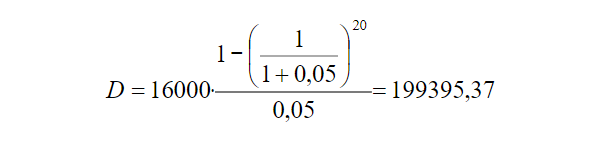 D = 16000· (1 − (1 / (1 + 0,05))^20) / 0,05 = 199395,37